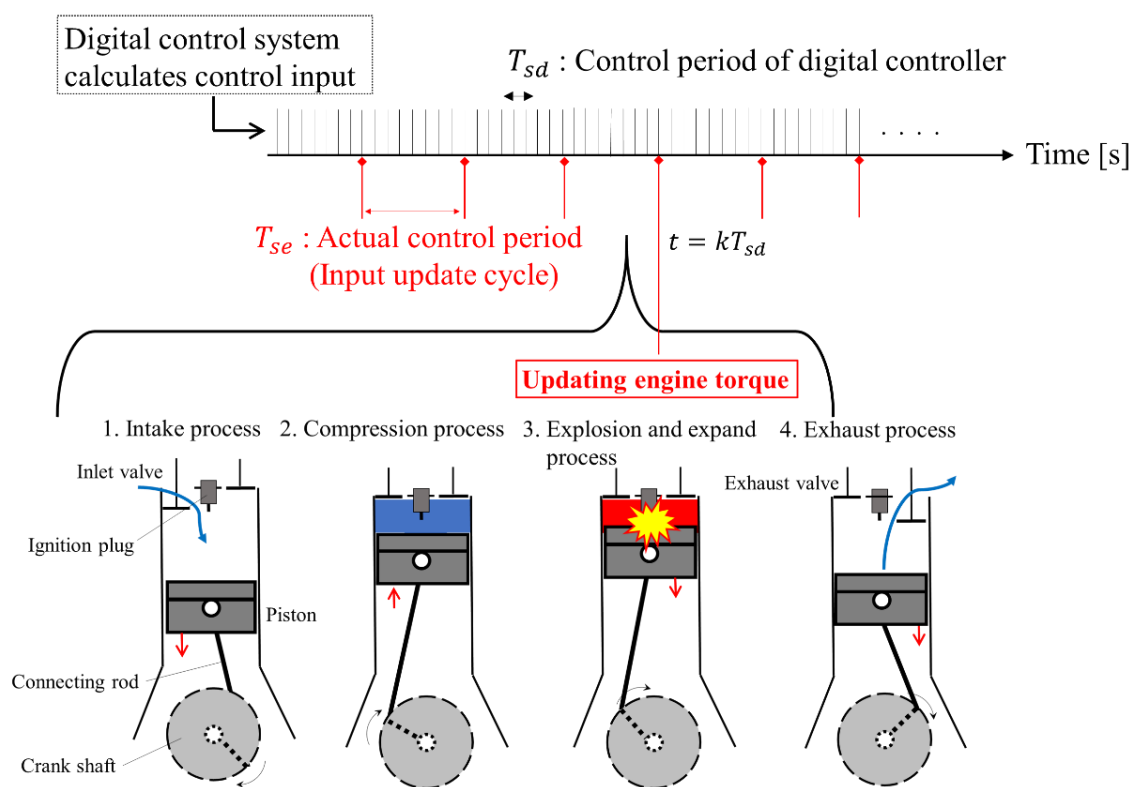 Digital control system
calculates control input
T_sd : Control period of digital controller
. . . .
Time [s]
T_se : Actual control period
(Input update cycle)
t = kT_sd
Updating engine torque
1. Intake process
2. Compression process
3. Explosion and expand
process
4. Exhaust process
Inlet valve
Ignition plug
Exhaust valve
Piston
Connecting rod
Crank shaft